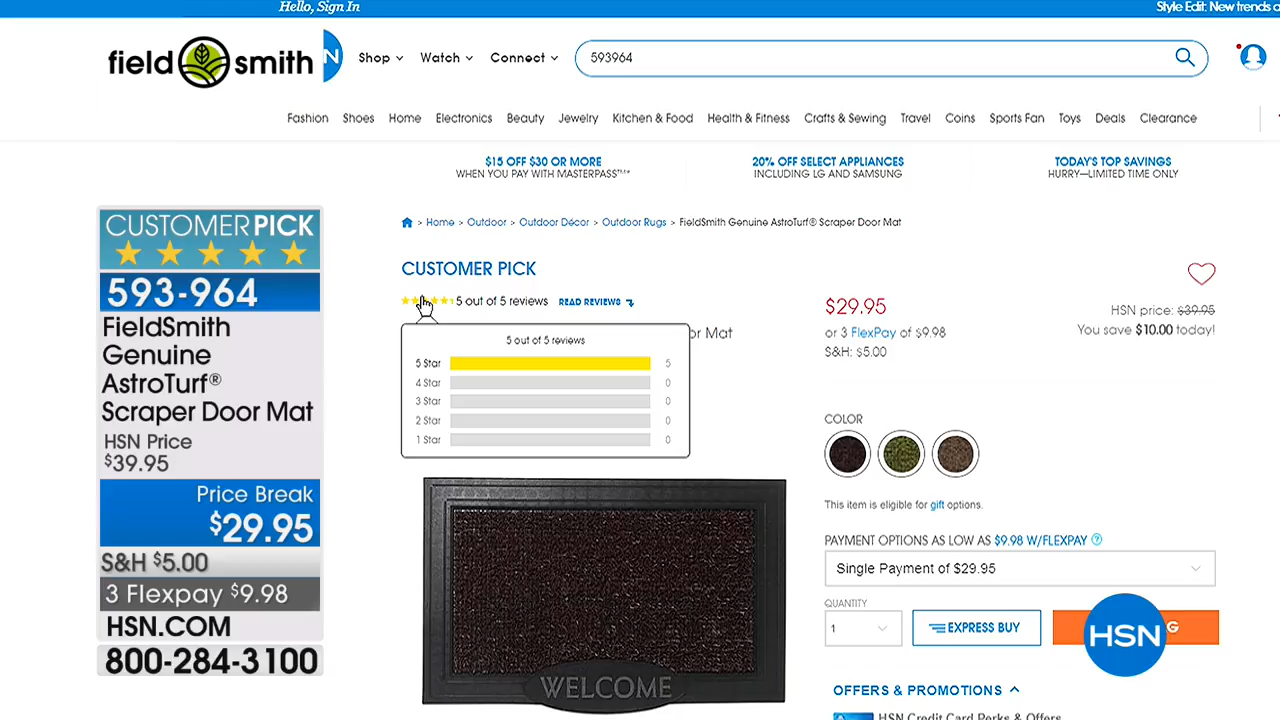 Hello, Sign In
Style Edit: New trends
field smith
N
Shop
Watch
Connect
593964
Fashion
Shoes
Home
Electronics
Beauty
Jewelry
Kitchen & Food
Health & Fitness
Crafts & Sewing
Travel
Coins
Sports Fan
Toys
Deals
Clearance
$15 OFF $30 OR MORE
WHEN YOU PAY WITH MASTERPASS™*
20% OFF SELECT APPLIANCES
INCLUDING LG AND SAMSUNG
TODAY'S TOP SAVINGS
HURRY—LIMITED TIME ONLY
CUSTOMER PICK
593-964
FieldSmith
Genuine
AstroTurf®
Scraper Door Mat
HSN Price
$39.95
Price Break
$29.95
S&H $5.00
3 Flexpay $9.98
HSN.COM
800-284-3100
> Home > Outdoor > Outdoor Décor > Outdoor Rugs > FieldSmith Genuine AstroTurf® Scraper Door Mat
CUSTOMER PICK
5 out of 5 reviews READ REVIEWS
or Mat
5 out of 5 reviews
5 Star 5
4 Star 0
3 Star 0
2 Star 0
1 Star 0
WELCOME
$29.95
or 3 FlexPay of $9.98
S&H: $5.00
HSN price: $39.95
You save $10.00 today!
COLOR
This item is eligible for gift options.
PAYMENT OPTIONS AS LOW AS $9.98 W/FLEXPAY ?
Single Payment of $29.95
QUANTITY
1
EXPRESS BUY
G
HSN
OFFERS & PROMOTIONS
HSN Credit Card Perks & Offers